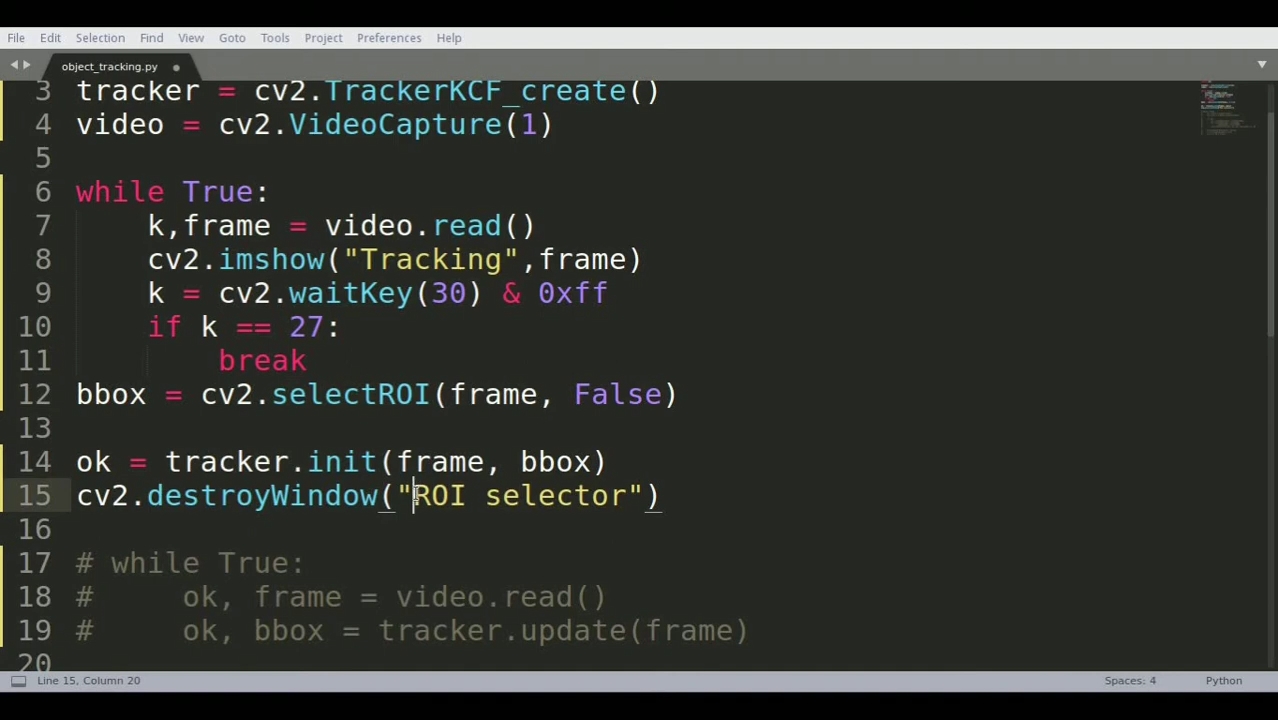 File Edit Selection Find View Goto Tools Project Preferences Help
object_tracking.py
3 tracker = cv2.TrackerKCF_create()
4 video = cv2.VideoCapture(1)
5
6 while True:
7     k,frame = video.read()
8     cv2.imshow("Tracking",frame)
9     k = cv2.waitKey(30) & 0xff
10     if k == 27:
11         break
12 bbox = cv2.selectROI(frame, False)
13
14 ok = tracker.init(frame, bbox)
15 cv2.destroyWindow("ROI selector")
16
17 # while True:
18 #     ok, frame = video.read()
19 #     ok, bbox = tracker.update(frame)
20
Line 15, Column 20 Spaces: 4 Python